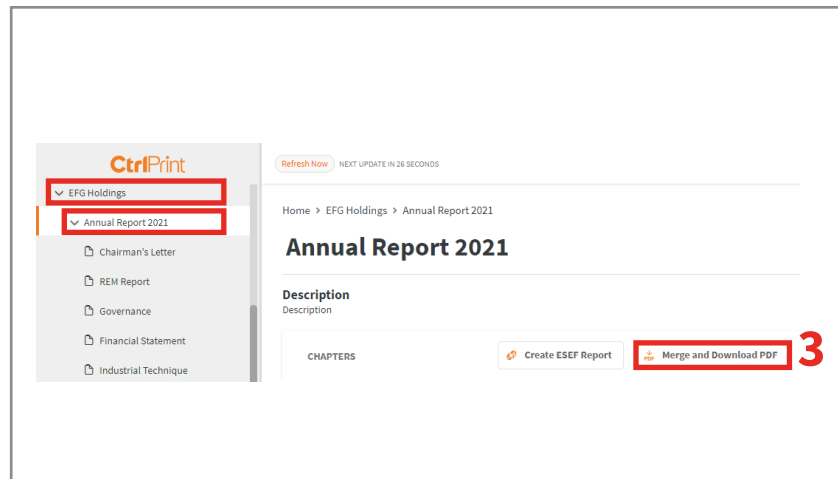 CtrlPrint
EFG Holdings
Annual Report 2021
Chairman's Letter
REM Report
Governance
Financial Statement
Industrial Technique
Refresh Now NEXT UPDATE IN 26 SECONDS
Home > EFG Holdings > Annual Report 2021
Annual Report 2021
Description
Description
CHAPTERS
Create ESEF Report
PDF Merge and Download PDF
3